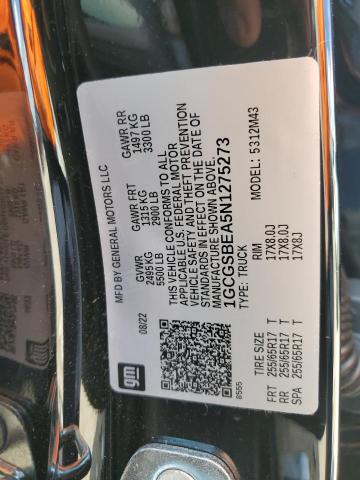 MFD BY GENERAL MOTORS LLC
08/22
GVWR
2495 KG
5500 LB
GAWR FRT
1315 KG
2900 LB
GAWR RR
1497 KG
3300 LB
THIS VEHICLE CONFORMS TO ALL
APPLICABLE U.S. FEDERAL MOTOR
VEHICLE SAFETY AND THEFT PREVENTION
STANDARDS IN EFFECT ON THE DATE OF
MANUFACTURE SHOWN ABOVE.
1GCGSBEA5N1275273
TYPE: TRUCK
MODEL: 5312M43
gm
8555
TIRE SIZE RIM
FRT 255/65R17 T 17X8.0J
RR 255/65R17 T 17X8.0J
SPA 255/65R17 T 17X8J